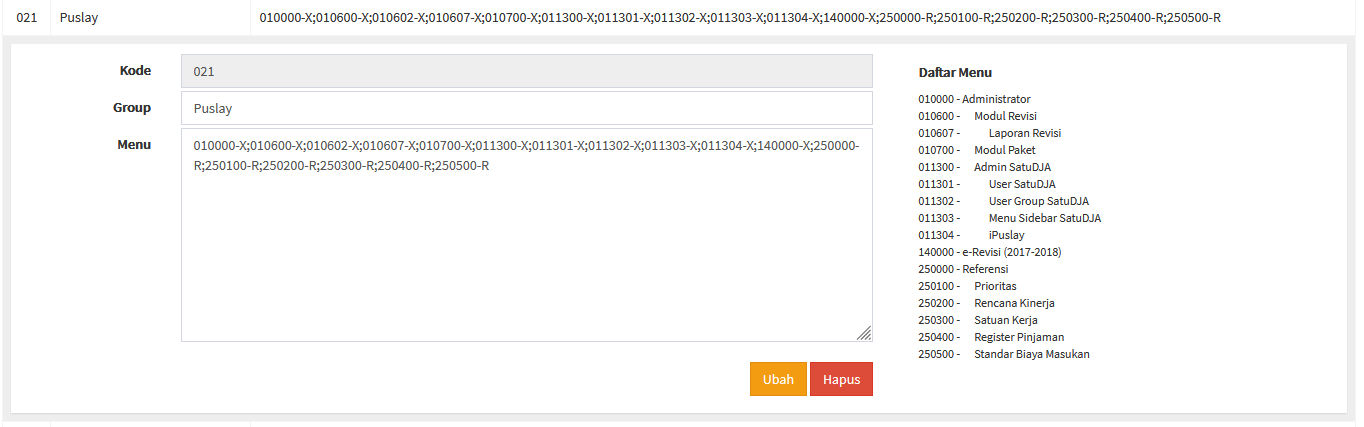 021 Puslay 010000-X;010600-X;010602-X;010607-X;010700-X;011300-X;011301-X;011302-X;011303-X;011304-X;140000-X;250000-R;250100-R;250200-R;250300-R;250400-R;250500-R
Kode 021
Group Puslay
Menu 010000-X;010600-X;010602-X;010607-X;010700-X;011300-X;011301-X;011302-X;011303-X;011304-X;140000-X;250000-
R;250100-R;250200-R;250300-R;250400-R;250500-R
Ubah Hapus
Daftar Menu
010000 - Administrator
010600 - Modul Revisi
010607 - Laporan Revisi
010700 - Modul Paket
011300 - Admin SatuDJA
011301 - User SatuDJA
011302 - User Group SatuDJA
011303 - Menu Sidebar SatuDJA
011304 - iPuslay
140000 - e-Revisi (2017-2018)
250000 - Referensi
250100 - Prioritas
250200 - Rencana Kinerja
250300 - Satuan Kerja
250400 - Register Pinjaman
250500 - Standar Biaya Masukan